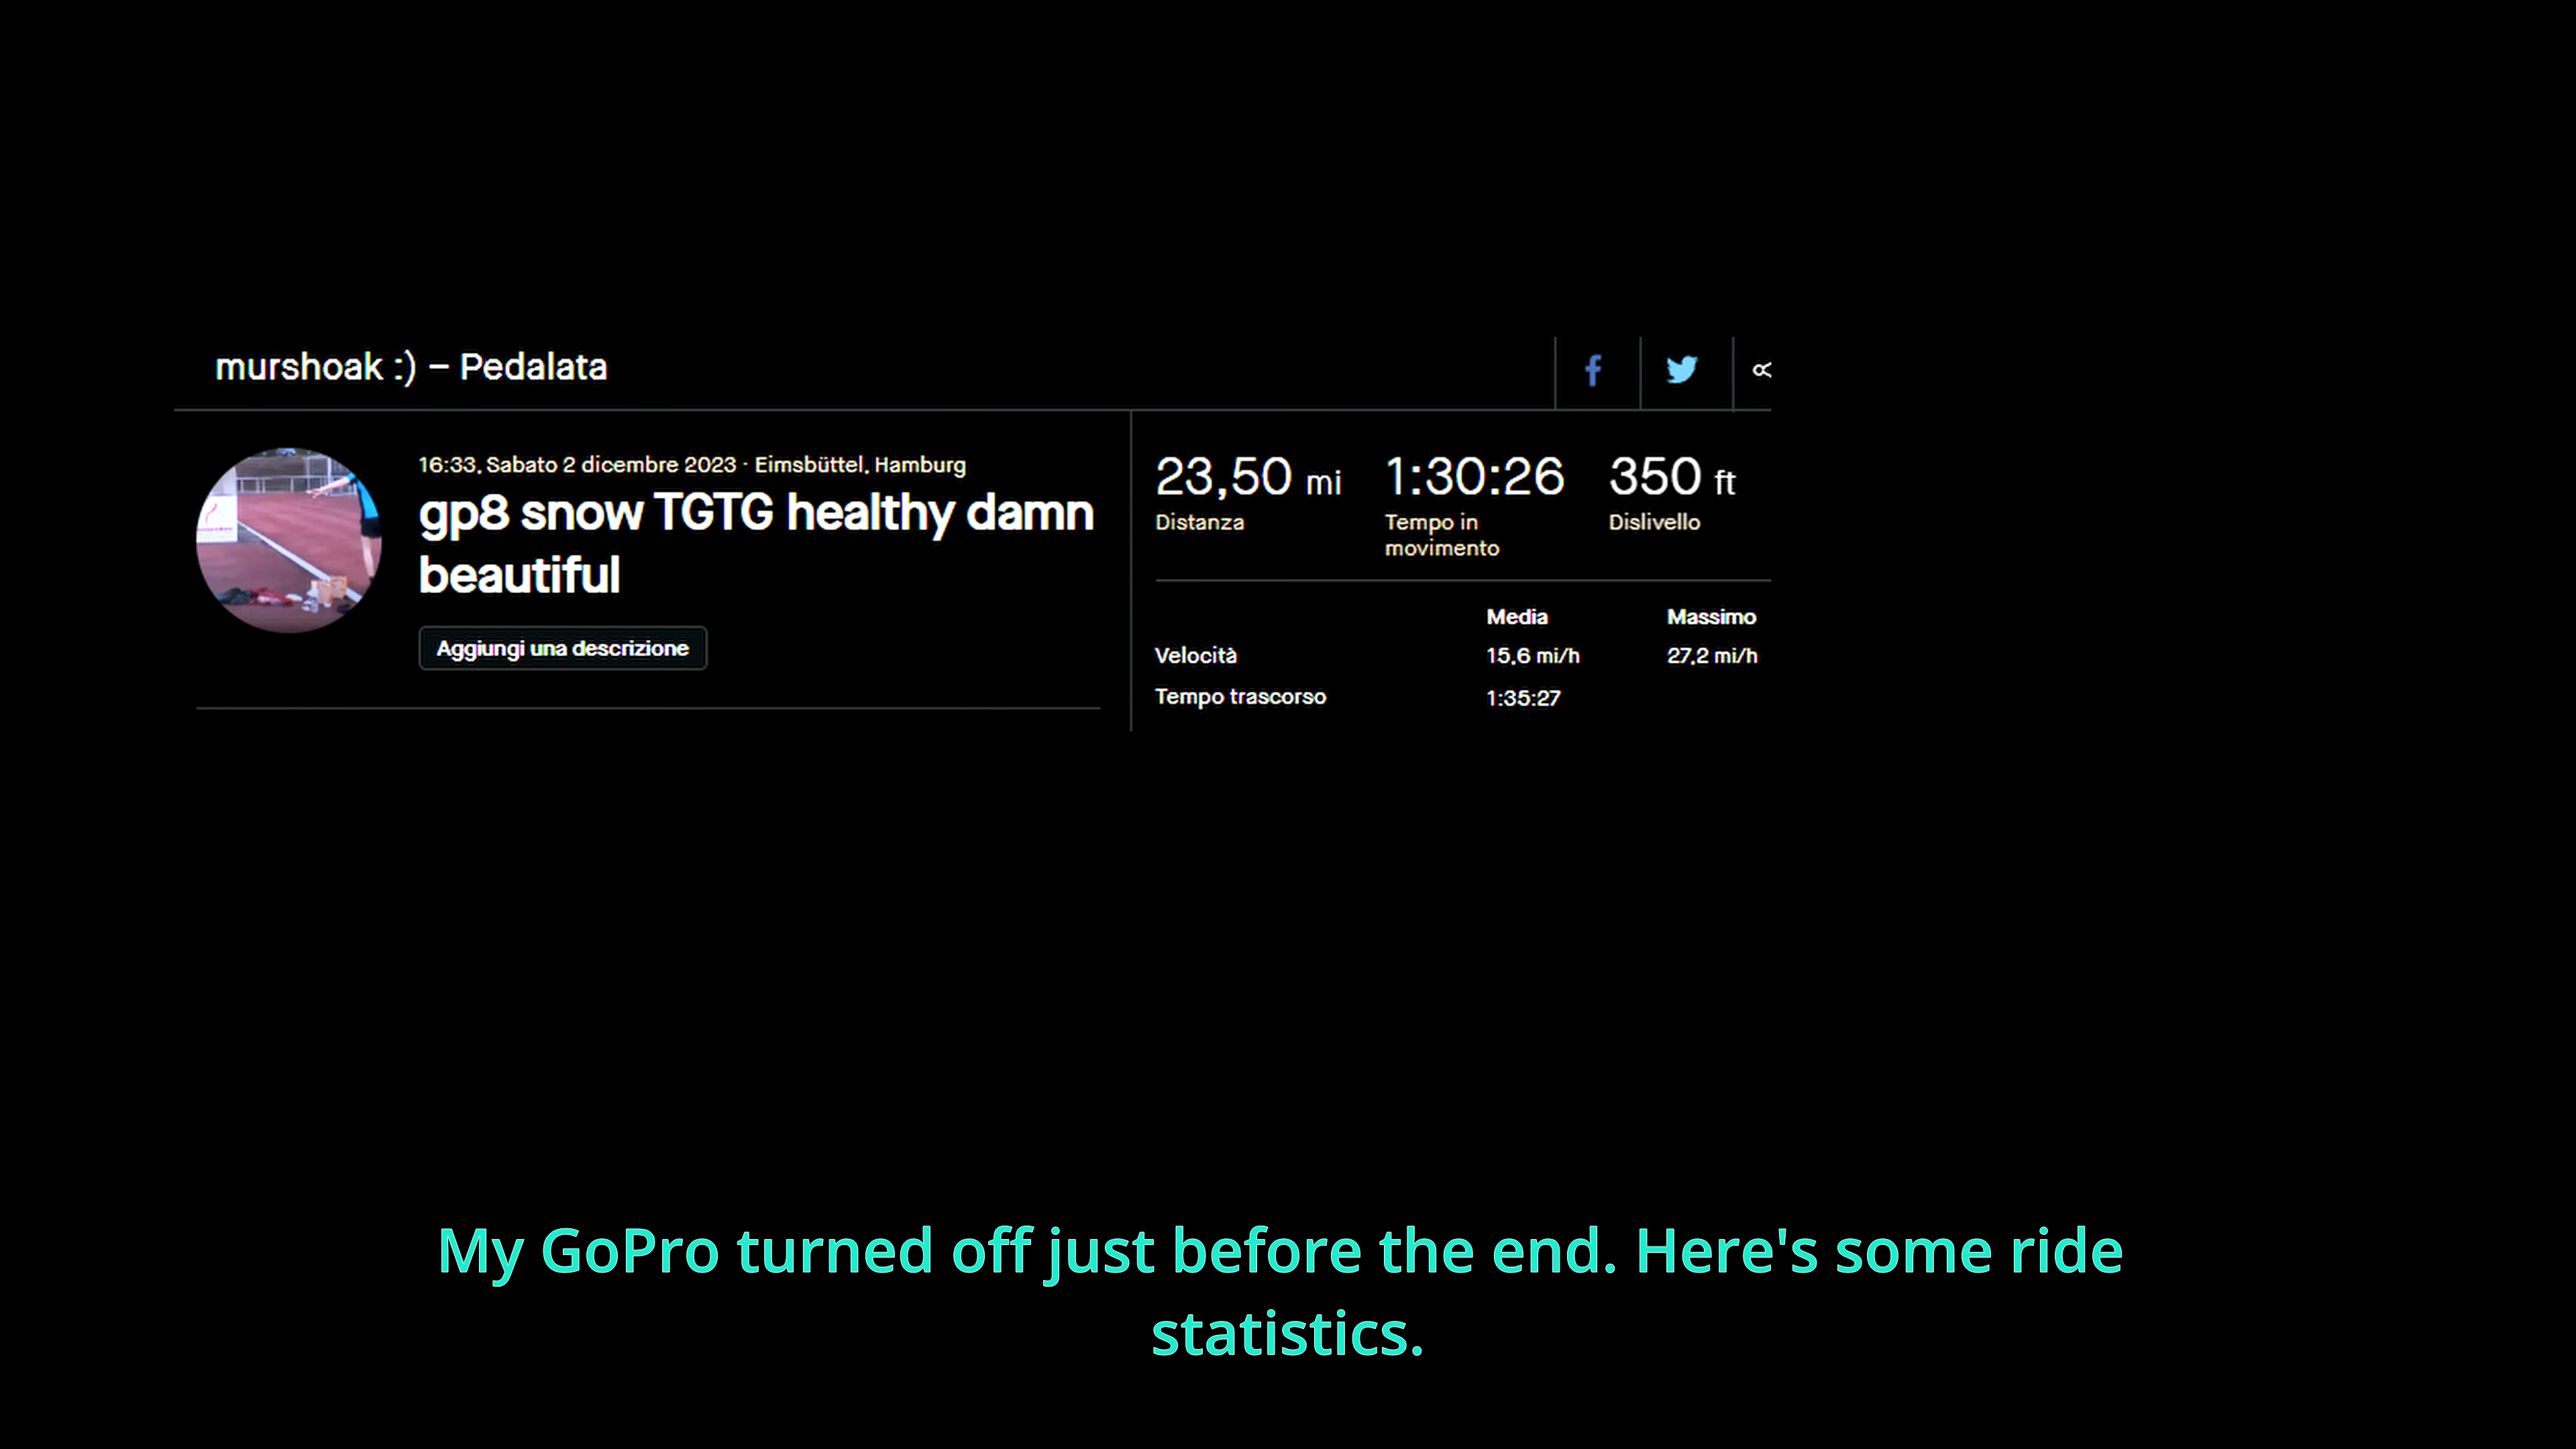 murshoak :) – Pedalata
16:33, Sabato 2 dicembre 2023 · Eimsbüttel, Hamburg
gp8 snow TGTG healthy damn
beautiful
Aggiungi una descrizione
23,50 mi 1:30:26 350 ft
Distanza Tempo in Dislivello
movimento
Media Massimo
Velocità 15,6 mi/h 27,2 mi/h
Tempo trascorso 1:35:27
My GoPro turned off just before the end. Here's some ride
statistics.